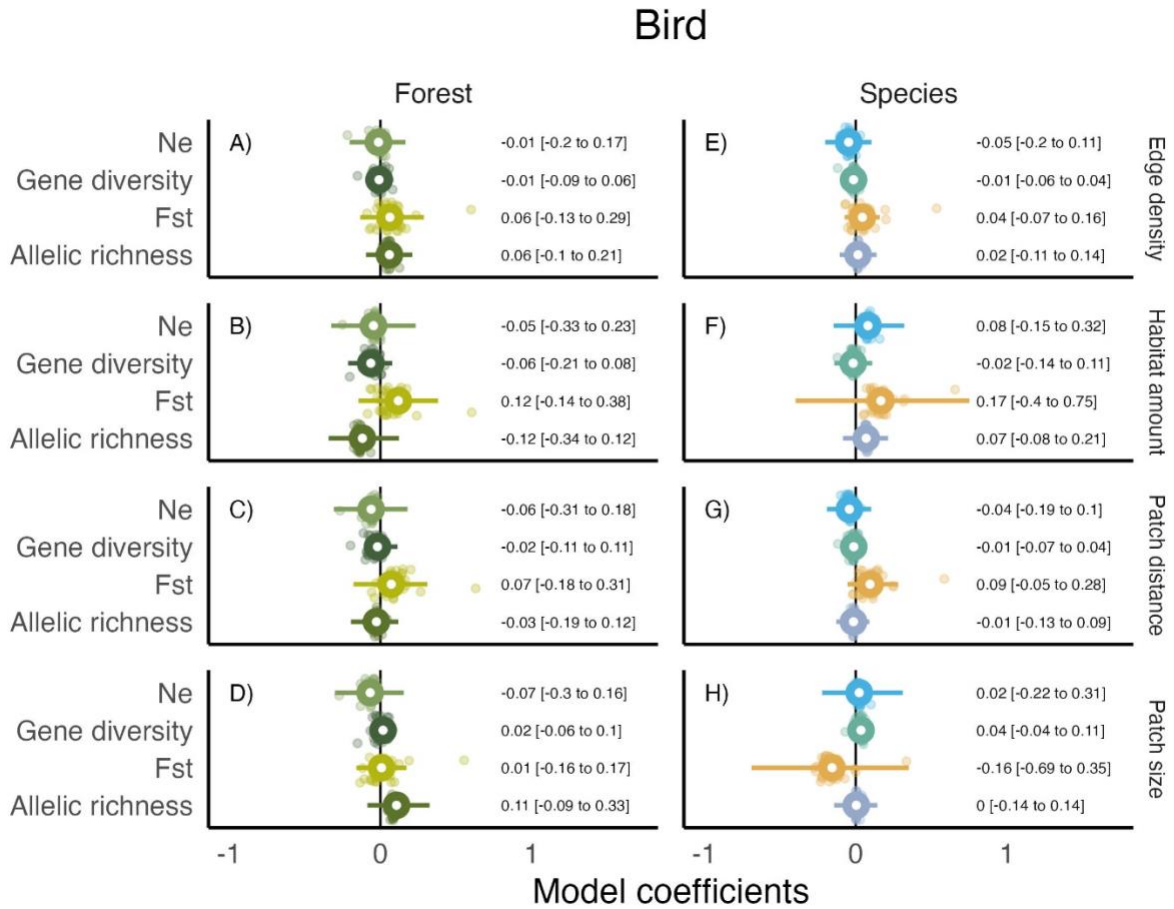 Bird
Forest
Species
A)
Ne
-0.01 [-0.2 to 0.17]
Gene diversity
-0.01 [-0.09 to 0.06]
Fst
0.06 [-0.13 to 0.29]
Allelic richness
0.06 [-0.1 to 0.21]
E)
-0.05 [-0.2 to 0.11]
-0.01 [-0.06 to 0.04]
0.04 [-0.07 to 0.16]
0.02 [-0.11 to 0.14]
Edge density
B)
Ne
-0.05 [-0.33 to 0.23]
Gene diversity
-0.06 [-0.21 to 0.08]
Fst
0.12 [-0.14 to 0.38]
Allelic richness
-0.12 [-0.34 to 0.12]
F)
0.08 [-0.15 to 0.32]
-0.02 [-0.14 to 0.11]
0.17 [-0.4 to 0.75]
0.07 [-0.08 to 0.21]
Habitat amount
C)
Ne
-0.06 [-0.31 to 0.18]
Gene diversity
-0.02 [-0.11 to 0.11]
Fst
0.07 [-0.18 to 0.31]
Allelic richness
-0.03 [-0.19 to 0.12]
G)
-0.04 [-0.19 to 0.1]
-0.01 [-0.07 to 0.04]
0.09 [-0.05 to 0.28]
-0.01 [-0.13 to 0.09]
Patch distance
D)
Ne
-0.07 [-0.3 to 0.16]
Gene diversity
0.02 [-0.06 to 0.1]
Fst
0.01 [-0.16 to 0.17]
Allelic richness
0.11 [-0.09 to 0.33]
H)
0.02 [-0.22 to 0.31]
0.04 [-0.04 to 0.11]
-0.16 [-0.69 to 0.35]
0 [-0.14 to 0.14]
Patch size
-1 0 1
-1 0 1
Model coefficients